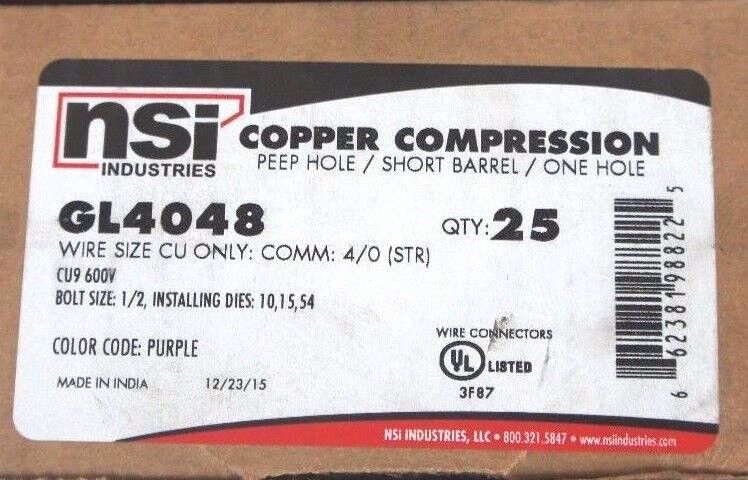 nsi
INDUSTRIES
COPPER COMPRESSION
PEEP HOLE / SHORT BARREL / ONE HOLE
GL4048
QTY: 25
WIRE SIZE CU ONLY: COMM: 4/0 (STR)
CU9 600V
BOLT SIZE: 1/2, INSTALLING DIES: 10,15,54
COLOR CODE: PURPLE
WIRE CONNECTORS
UL LISTED
3F87
MADE IN INDIA 12/23/15
6 62381 98822 5
NSi INDUSTRIES, LLC • 800.321.5847 • www.nsiindustries.com